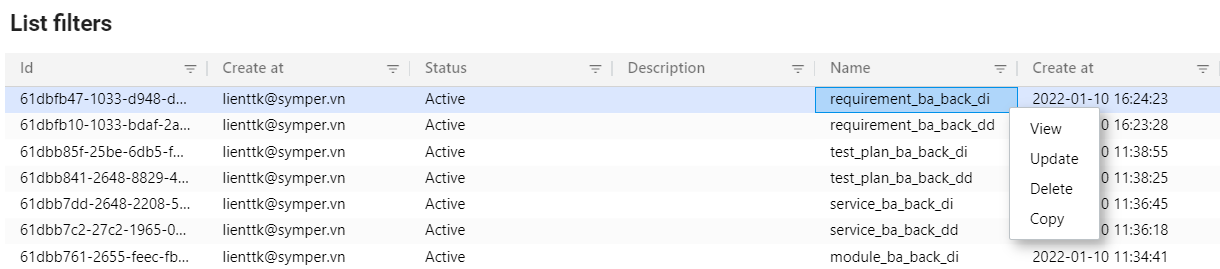 List filters
Id Create at Status Description Name Create at
61dbfb47-1033-d948-d... lienttk@symper.vn Active requirement_ba_back_di 2022-01-10 16:24:23
61dbfb10-1033-bdaf-2a... lienttk@symper.vn Active requirement_ba_back_dd 0 16:23:28
View
61dbb85f-25be-6db5-f... lienttk@symper.vn Active test_plan_ba_back_di 0 11:38:55
Update
61dbb841-2648-8829-4... lienttk@symper.vn Active test_plan_ba_back_dd 0 11:38:25
Delete
61dbb7dd-2648-2208-5... lienttk@symper.vn Active service_ba_back_di 0 11:36:45
Copy
61dbb7c2-27c2-1965-0... lienttk@symper.vn Active service_ba_back_dd 0 11:36:18
61dbb761-2655-feec-fb... lienttk@symper.vn Active module_ba_back_di 2022-01-10 11:34:41